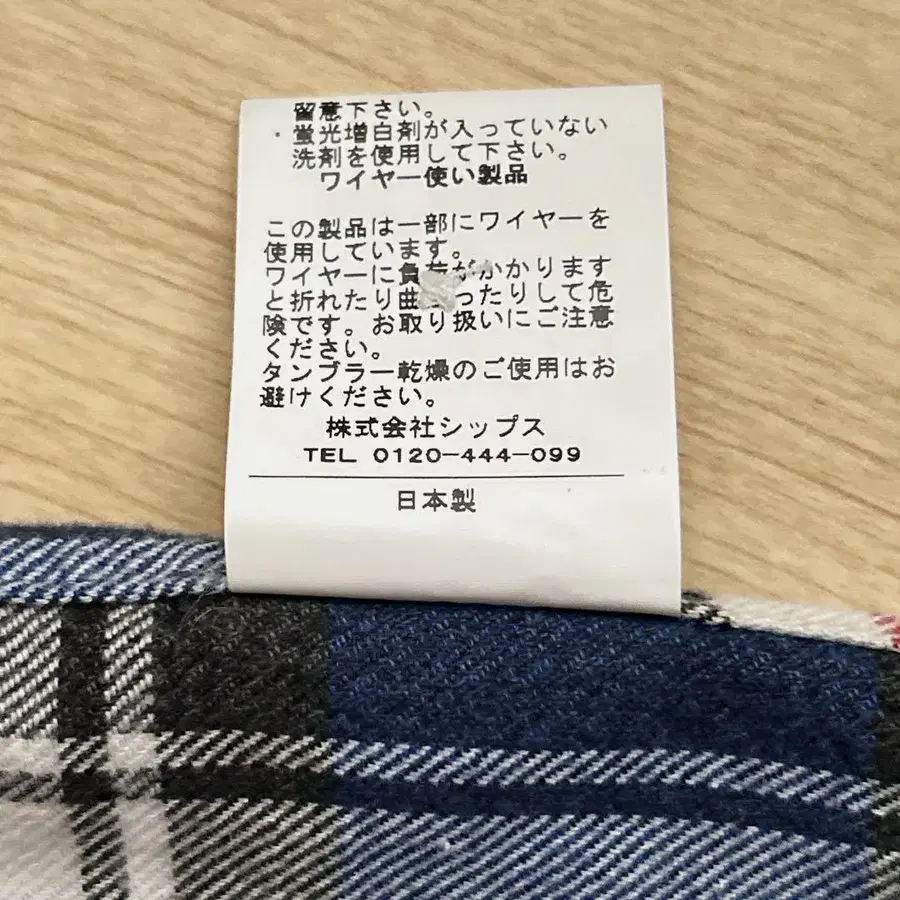 留意下さい。
・蛍光増白剤が入っていない
洗剤を使用して下さい。
ワイヤー使い製品
この製品は一部にワイヤーを
使用しています。
ワイヤーに負荷がかかります
と折れたり曲 ったりして危
険です。お取り扱いにご注意
ください。
タンブラー乾燥のご使用はお
避けください。
株式会社シップス
TEL 0120-444-099
日本製